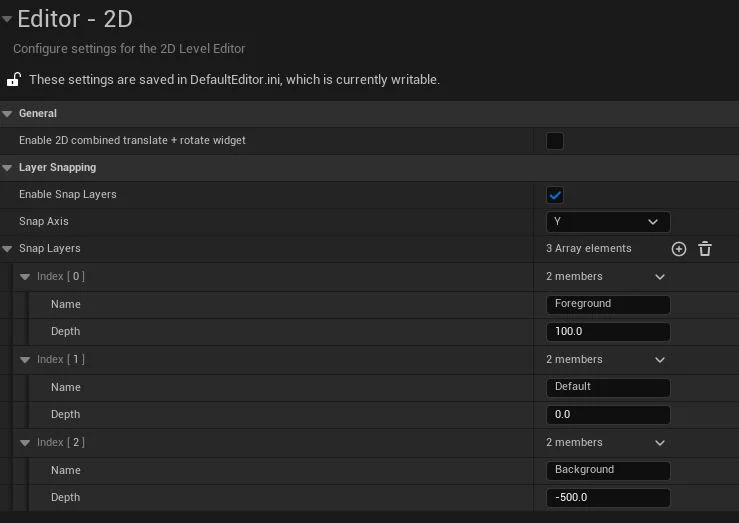 Editor - 2D
Configure settings for the 2D Level Editor
These settings are saved in DefaultEditor.ini, which is currently writable.
General
Enable 2D combined translate + rotate widget
Layer Snapping
Enable Snap Layers
Snap Axis Y
Snap Layers 3 Array elements
Index [ 0 ] 2 members
Name Foreground
Depth 100.0
Index [ 1 ] 2 members
Name Default
Depth 0.0
Index [ 2 ] 2 members
Name Background
Depth -500.0